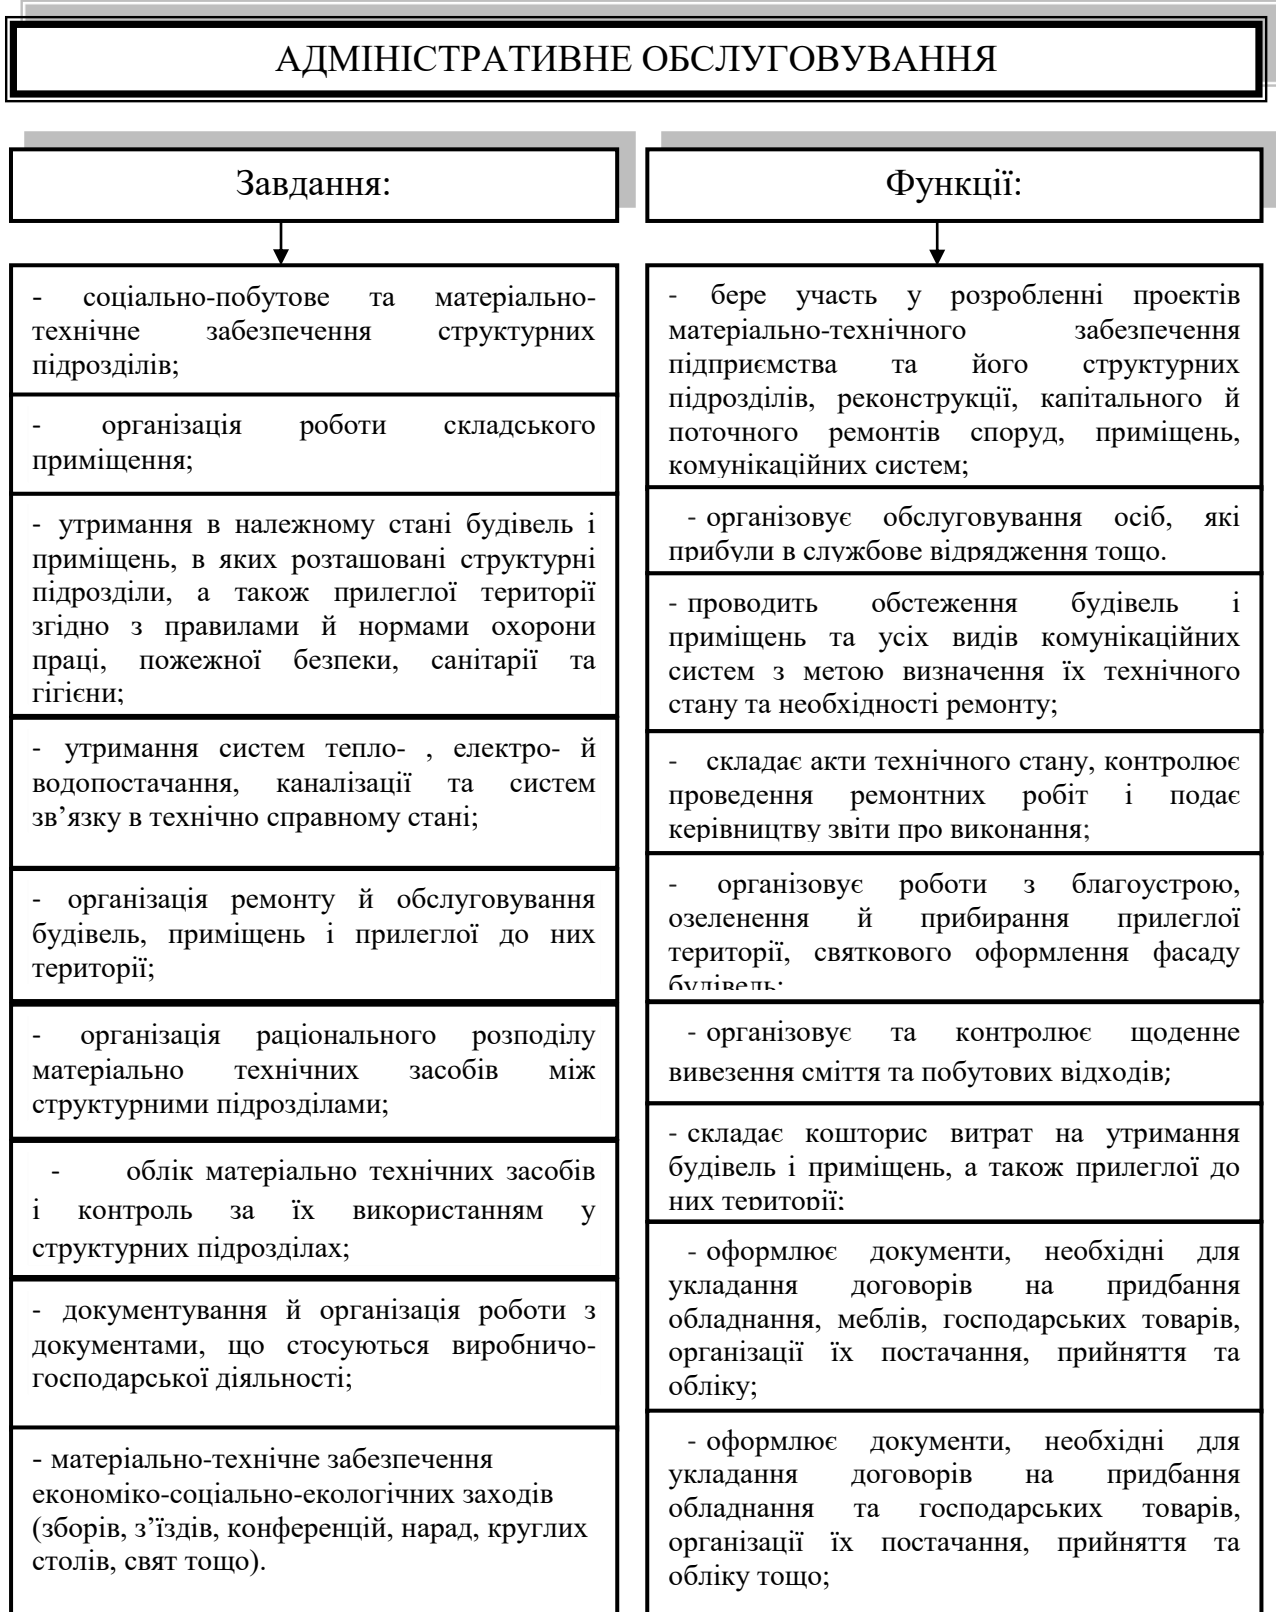 АДМІНІСТРАТИВНЕ ОБСЛУГОВУВАННЯ
Завдання:
- соціально-побутове та матеріально-
технічне забезпечення структурних
підрозділів;
- організація роботи складського
приміщення;
- утримання в належному стані будівель і
приміщень, в яких розташовані структурні
підрозділи, а також прилеглої території
згідно з правилами й нормами охорони
праці, пожежної безпеки, санітарії та
гігієни;
- утримання систем тепло- , електро- й
водопостачання, каналізації та систем
зв’язку в технічно справному стані;
- організація ремонту й обслуговування
будівель, приміщень і прилеглої до них
території;
- організація раціонального розподілу
матеріально технічних засобів між
структурними підрозділами;
- облік матеріально технічних засобів
і контроль за їх використанням у
структурних підрозділах;
- документування й організація роботи з
документами, що стосуються виробничо-
господарської діяльності;
- матеріально-технічне забезпечення
економіко-соціально-екологічних заходів
(зборів, з’їздів, конференцій, нарад, круглих
столів, свят тощо).
Функції:
- бере участь у розробленні проектів
матеріально-технічного забезпечення
підприємства та його структурних
підрозділів, реконструкції, капітального й
поточного ремонтів споруд, приміщень,
комунікаційних систем;
- організовує обслуговування осіб, які
прибули в службове відрядження тощо.
- проводить обстеження будівель і
приміщень та усіх видів комунікаційних
систем з метою визначення їх технічного
стану та необхідності ремонту;
- складає акти технічного стану, контролює
проведення ремонтних робіт і подає
керівництву звіти про виконання;
- організовує роботи з благоустрою,
озеленення й прибирання прилеглої
території, святкового оформлення фасаду
будівель;
- організовує та контролює щоденне
вивезення сміття та побутових відходів;
- складає кошторис витрат на утримання
будівель і приміщень, а також прилеглої до
них території;
- оформлює документи, необхідні для
укладання договорів на придбання
обладнання, меблів, господарських товарів,
організації їх постачання, прийняття та
обліку;
- оформлює документи, необхідні для
укладання договорів на придбання
обладнання та господарських товарів,
організації їх постачання, прийняття та
обліку тощо;